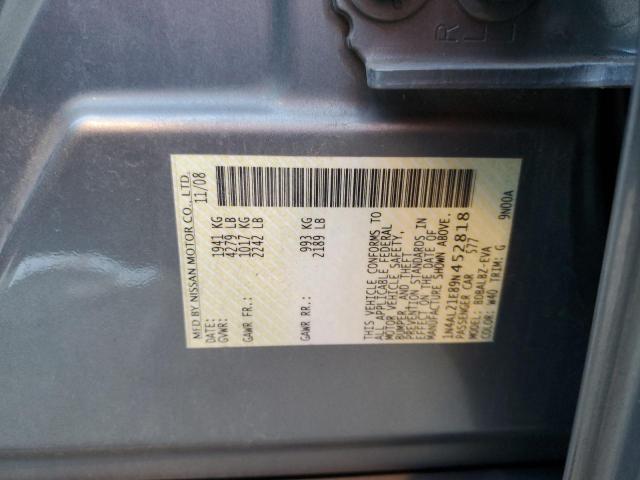 MFD BY NISSAN MOTOR CO., LTD.
DATE: 11/08
GVWR: 1941 KG
4279 LB
GAWR FR.: 1017 KG
2242 LB
GAWR RR.: 993 KG
2189 LB
THIS VEHICLE CONFORMS TO
ALL APPLICABLE FEDERAL
MOTOR VEHICLE SAFETY,
BUMPER, AND THEFT
PREVENTION STANDARDS IN
EFFECT ON THE DATE OF
MANUFACTURE SHOWN ABOVE.
1N4AL21E89N452818
PASSENGER CAR 577
MODEL: BDBALBZ-EVA
COLOR: TRIM: G 9N00A
R
L